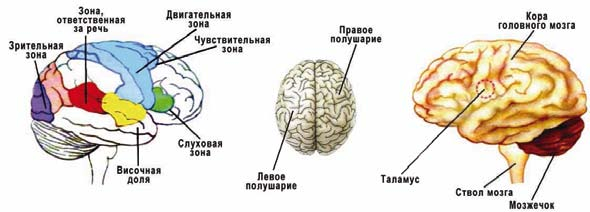 Зона,
ответственная
за речь
Двигательная
зона
Чувствительная
зона
Зрительная
зона
Слуховая
зона
Височная
доля
Правое
полушарие
Левое
полушарие
Кора
головного мозга
Таламус
Ствол мозга
Мозжечок